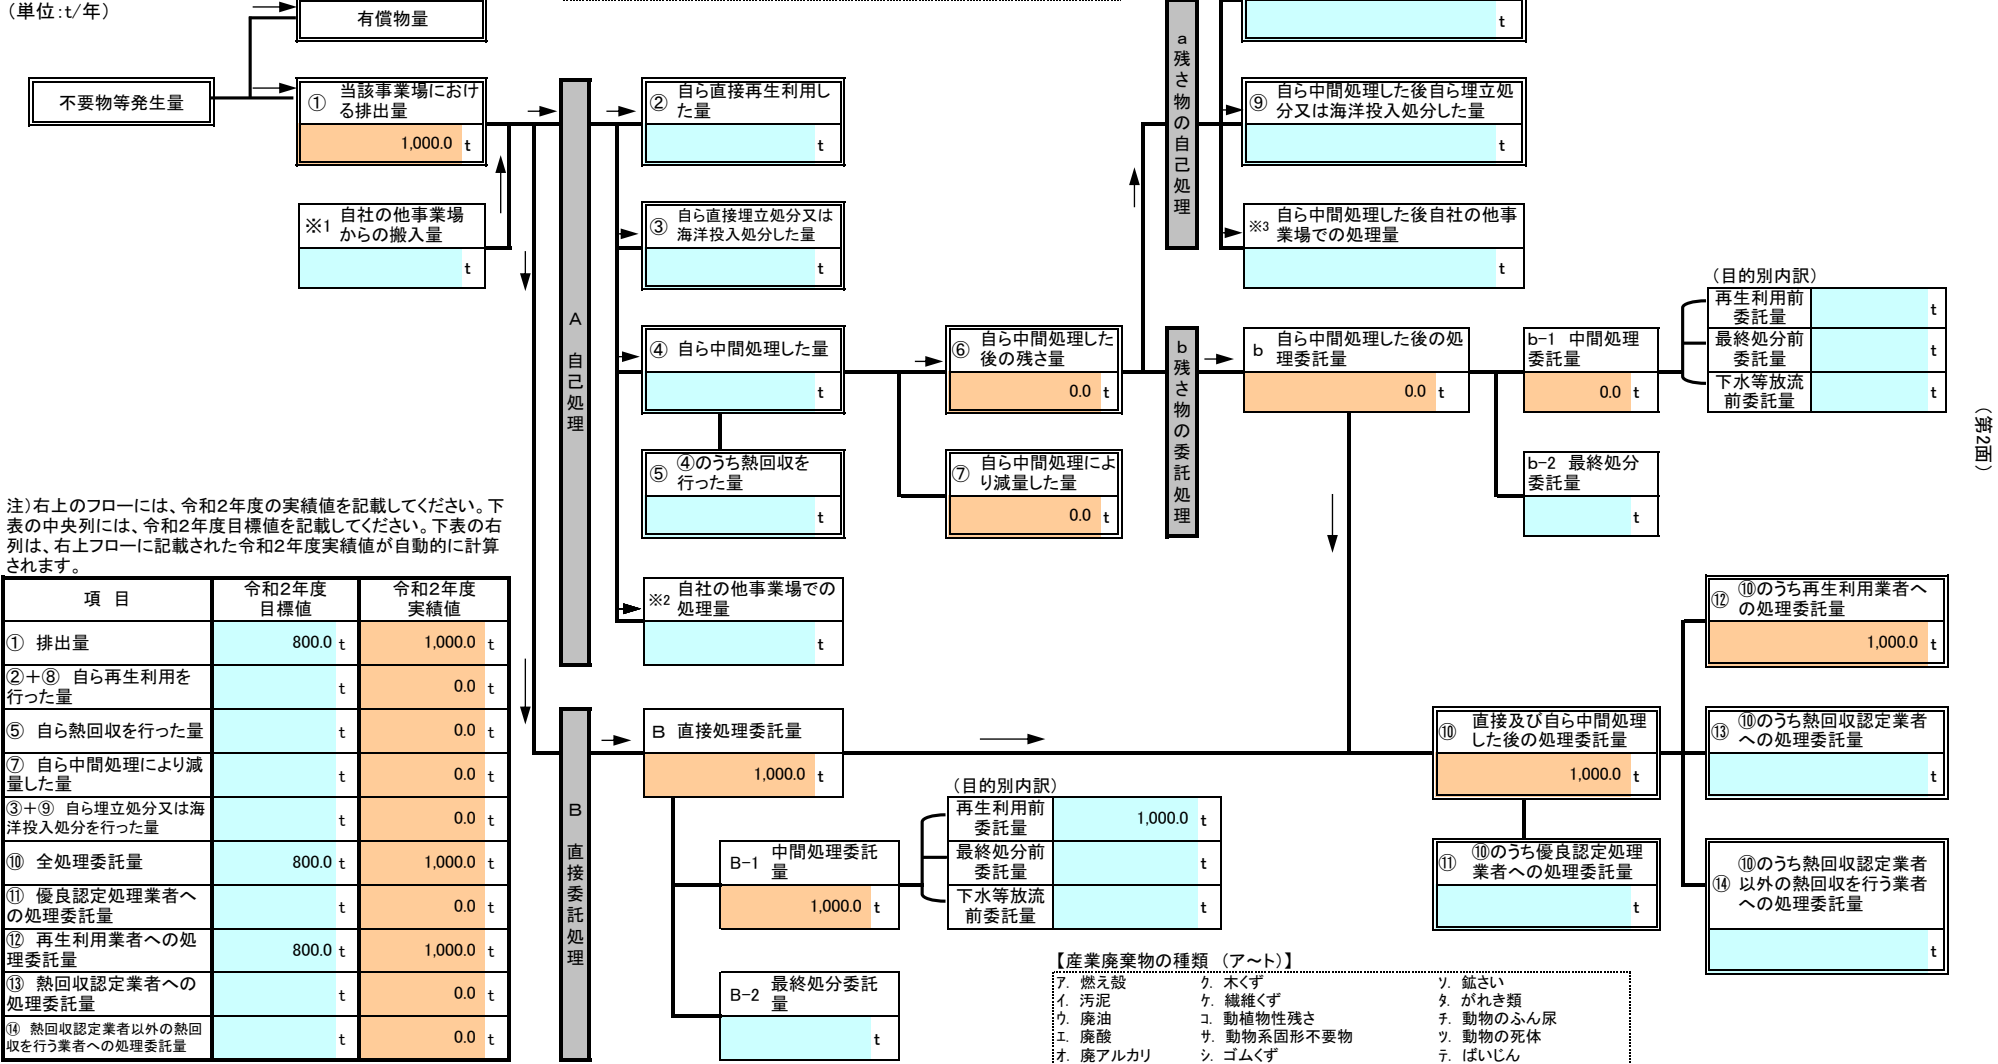 （単位：t/年）
有償物量
不要物等発生量
① 当該事業場におけ
る排出量
1,000.0 t
※1 自社の他事業場
からの搬入量
t
A 自己処理
② 自ら直接再生利用し
た量
t
③ 自ら直接埋立処分又は
海洋投入処分した量
t
④ 自ら中間処理した量
t
⑤ ④のうち熱回収を
行った量
t
※2 自社の他事業場での
処理量
t
⑥ 自ら中間処理した
後の残さ量
0.0 t
⑦ 自ら中間処理によ
り減量した量
0.0 t
a 残さ物の自己処理
t
⑨ 自ら中間処理した後自ら埋立処
分又は海洋投入処分した量
t
※3 自ら中間処理した後自社の他事
業場での処理量
t
b 残さ物の委託処理
b 自ら中間処理した後の処
理委託量
0.0 t
b-1 中間処理
委託量
0.0 t
b-2 最終処分
委託量
t
（目的別内訳）
再生利用前
委託量
t
最終処分前
委託量
t
下水等放流
前委託量
t
（第2面）
注）右上のフローには、令和2年度の実績値を記載してください。下
表の中央列には、令和2年度目標値を記載してください。下表の右
列は、右上フローに記載された令和2年度実績値が自動的に計算
されます。
項 目 令和2年度
目標値 令和2年度
実績値
① 排出量 800.0 t 1,000.0 t
②＋⑧ 自ら再生利用を
行った量 t 0.0 t
⑤ 自ら熱回収を行った量 t 0.0 t
⑦ 自ら中間処理により減
量した量 t 0.0 t
③＋⑨ 自ら埋立処分又は海
洋投入処分を行った量 t 0.0 t
⑩ 全処理委託量 800.0 t 1,000.0 t
⑪ 優良認定処理業者へ
の処理委託量 t 0.0 t
⑫ 再生利用業者への処
理委託量 800.0 t 1,000.0 t
⑬ 熱回収認定業者への
処理委託量 t 0.0 t
⑭ 熱回収認定業者以外の熱回
収を行う業者への処理委託量 t 0.0 t
B 直接委託処理
B 直接処理委託量
1,000.0 t
B-1 中間処理委託
量
1,000.0 t
B-2 最終処分委託
量
t
（目的別内訳）
再生利用前
委託量
1,000.0 t
最終処分前
委託量
t
下水等放流
前委託量
t
⑩ 直接及び自ら中間処理
した後の処理委託量
1,000.0 t
⑪ ⑩のうち優良認定処理
業者への処理委託量
t
⑫ ⑩のうち再生利用業者へ
の処理委託量
1,000.0 t
⑬ ⑩のうち熱回収認定業者
への処理委託量
t
⑭ ⑩のうち熱回収認定業者
以外の熱回収を行う業者
への処理委託量
t
【産業廃棄物の種類 （ア～ト）】
ア. 燃え殻 ク. 木くず ソ. 鉱さい
イ. 汚泥 ケ. 繊維くず タ. がれき類
ウ. 廃油 コ. 動植物性残さ チ. 動物のふん尿
エ. 廃酸 サ. 動物系固形不要物 ツ. 動物の死体
オ. 廃アルカリ シ. ゴムくず テ. ばいじん